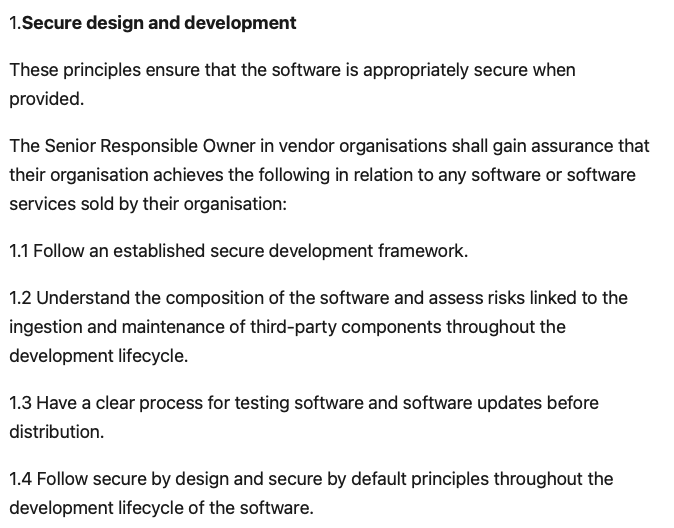 1.Secure design and development
These principles ensure that the software is appropriately secure when
provided.
The Senior Responsible Owner in vendor organisations shall gain assurance that
their organisation achieves the following in relation to any software or software
services sold by their organisation:
1.1 Follow an established secure development framework.
1.2 Understand the composition of the software and assess risks linked to the
ingestion and maintenance of third-party components throughout the
development lifecycle.
1.3 Have a clear process for testing software and software updates before
distribution.
1.4 Follow secure by design and secure by default principles throughout the
development lifecycle of the software.